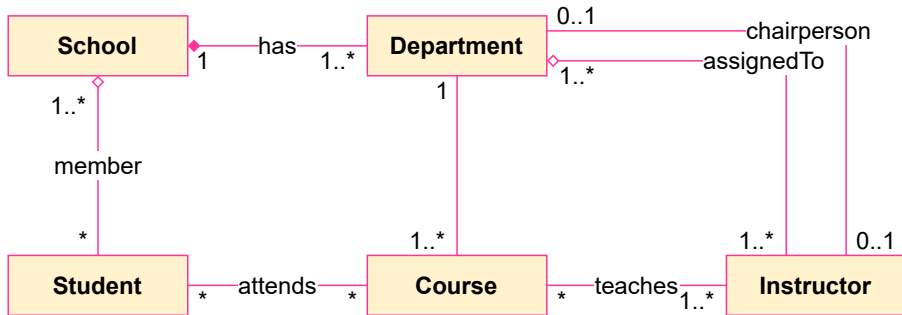 0..1
chairperson
School
has
Department
1
1..*
assignedTo
1..*
1..*
1
member
*
1..*
1..*
0..1
Student
attends
Course
teaches
Instructor
*
*
*
1..*